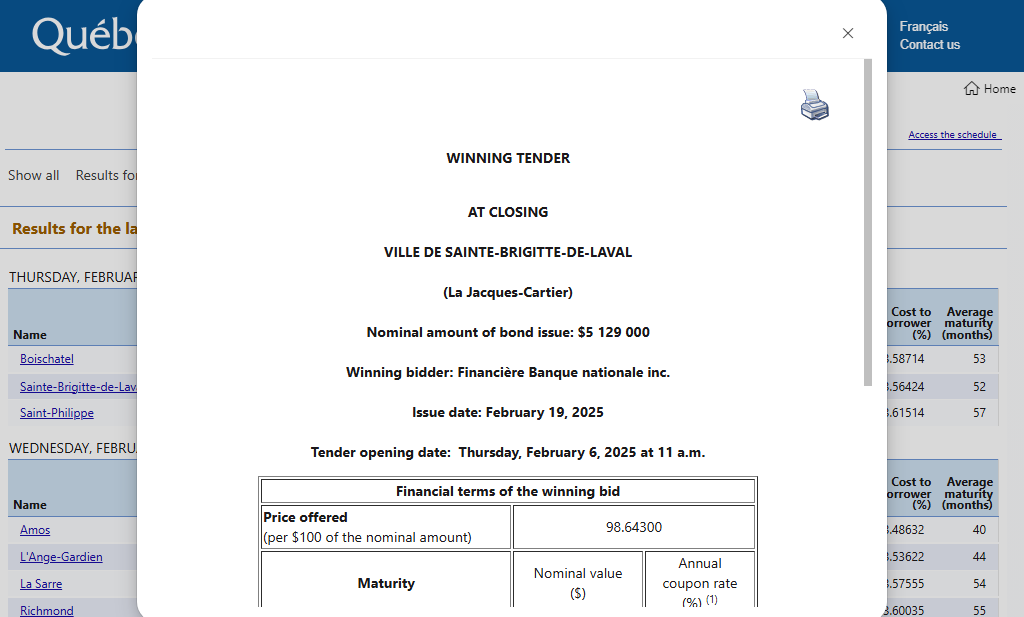 Québ
Français
Contact us
Home
Access the schedule
Show all Results for
Results for the la
THURSDAY, FEBRUAR
Name
Cost to
orrower
(%)
Average
maturity
(months)
Boischatel
.58714 53
Sainte-Brigitte-de-Lav
.56424 52
Saint-Philippe
.61514 57
WEDNESDAY, FEBRU
Name
Cost to
orrower
(%)
Average
maturity
(months)
Amos
.48632 40
L'Ange-Gardien
.53622 44
La Sarre
.57555 54
Richmond
3.60035 55
WINNING TENDER
AT CLOSING
VILLE DE SAINTE-BRIGITTE-DE-LAVAL
(La Jacques-Cartier)
Nominal amount of bond issue: $5 129 000
Winning bidder: Financière Banque nationale inc.
Issue date: February 19, 2025
Tender opening date: Thursday, February 6, 2025 at 11 a.m.
Financial terms of the winning bid
Price offered
(per $100 of the nominal amount)
98.64300
Maturity
Nominal value
($)
Annual
coupon rate
(%) (1)